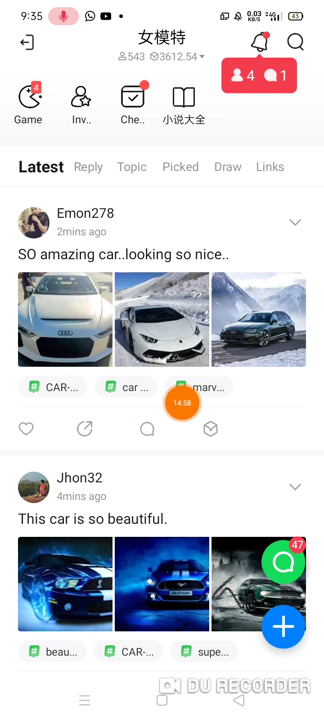 9:35
0.03
KB/S
4G
45
女模特
543 3612.54
4 1
4
Game
Inv..
Che..
小说大全
Latest Reply Topic Picked Draw Links
Emon278
2mins ago
SO amazing car..looking so nice..
# CAR-...
# car ...
# marv...
14:58
Jhon32
4mins ago
This car is so beautiful.
47
# beau...
# CAR-...
# supe...
DU RECORDER